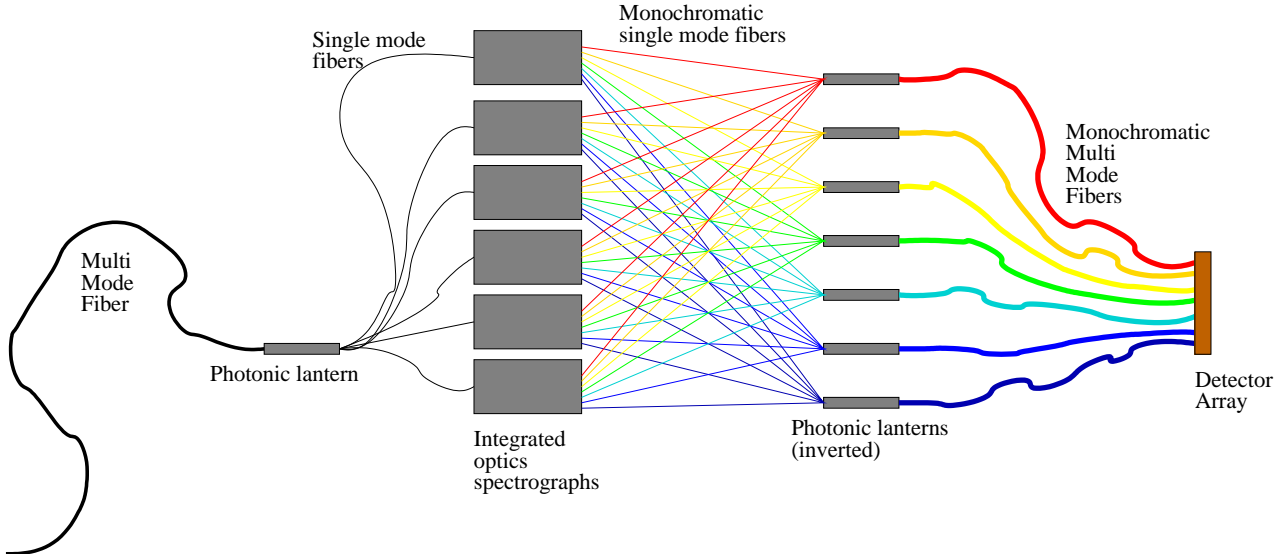 Single mode
fibers
Monochromatic
single mode fibers
Monochromatic
Multi
Mode
Fibers
Multi
Mode
Fiber
Photonic lantern
Integrated
optics
spectrographs
Photonic lanterns
(inverted)
Detector
Array